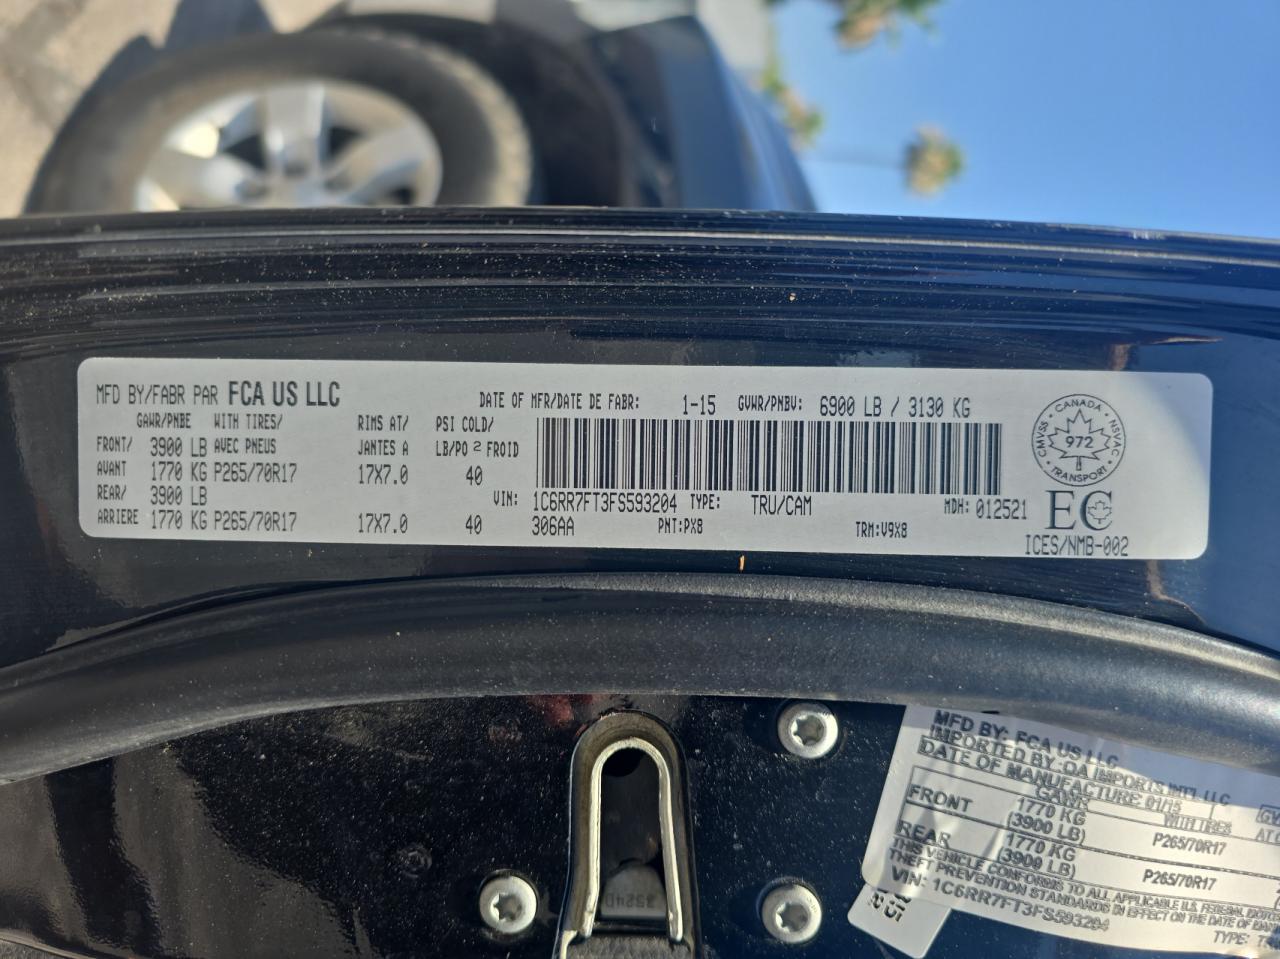 MFD BY/FABR PAR FCA US LLC
DATE OF MFR/DATE DE FABR: 1-15 GVWR/PNBV: 6900 LB / 3130 KG
GAWR/PNBE WITH TIRES/ RIMS AT/ PSI COLD/
FRONT/ 3900 LB AVEC PNEUS JANTES A LB/PO 2 FROID
AVANT 1770 KG P265/70R17 17X7.0 40
REAR/ 3900 LB
ARRIERE 1770 KG P265/70R17 17X7.0 40
VIN: 1C6RR7FT3FS593204 TYPE: TRU/CAM MDH: 012521
306AA PNT:PX8 TRM:V9X8
CANADA
CMVSS NSVAC
972
TRANSPORT
EC
ICES/NMB-002
3524D
MFD BY: FCA US LLC
IMPORTED BY :OA IMPORTS INT'L LLC
DATE OF MANUFACTURE 01/15
GAWR WITH TIRES
FRONT 1770 KG
(3900 LB) P265/70R17
REAR 1770 KG
(3900 LB) P265/70R17
THIS VEHICLE CONFORMS TO ALL APPLICABLE U.S. FEDERAL MOTOR
THEFT PREVENTION STANDARDS IN EFFECT ON THE DATE OF
VIN: 1C6RR7FT3FS593204
TYPE: